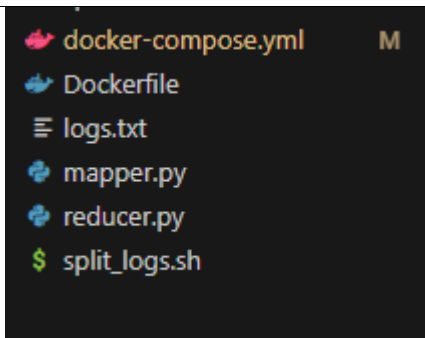 docker-compose.yml M
Dockerfile
logs.txt
mapper.py
reducer.py
$ split_logs.sh